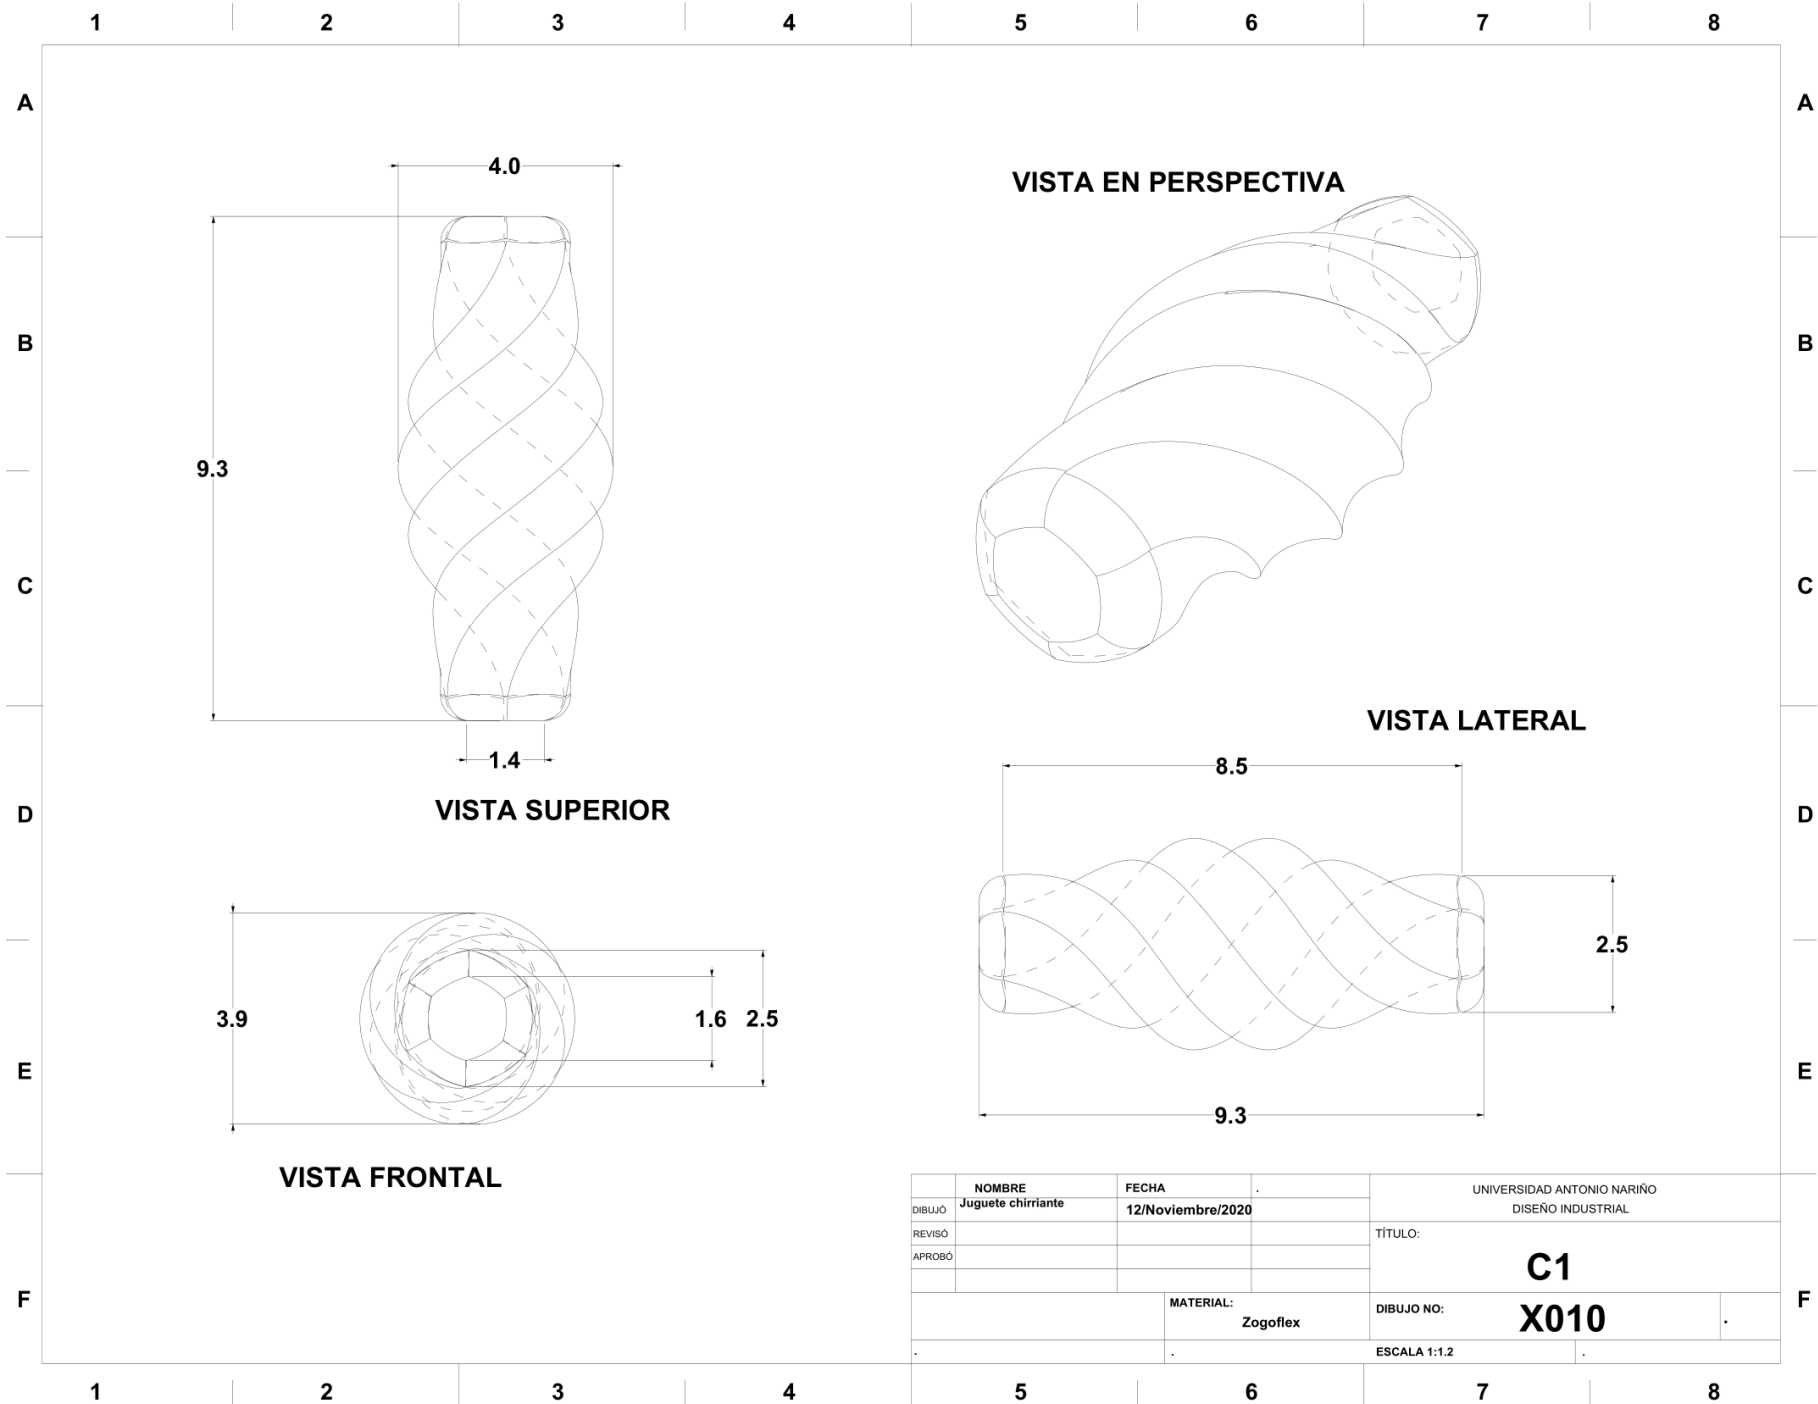 1 2 3 4 5 6 7 8
A A
4.0
VISTA EN PERSPECTIVA
B B
9.3
C C
VISTA LATERAL
1.4
8.5
VISTA SUPERIOR
D D
2.5
3.9 1.6 2.5
E E
9.3
VISTA FRONTAL
NOMBRE FECHA .
DIBUJÓ Juguete chirriante 12/Noviembre/2020
REVISÓ
APROBÓ
UNIVERSIDAD ANTONIO NARIÑO
DISEÑO INDUSTRIAL
TÍTULO:
C1
F F
MATERIAL:
Zogoflex
DIBUJO NO: X010 .
. . ESCALA 1:1.2 .
1 2 3 4 5 6 7 8